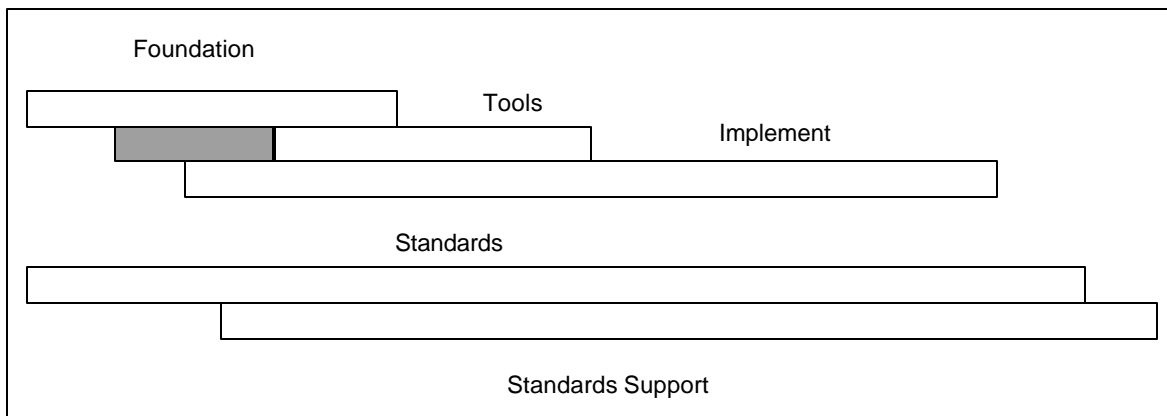 Foundation
Tools
Implement
Standards
Standards Support